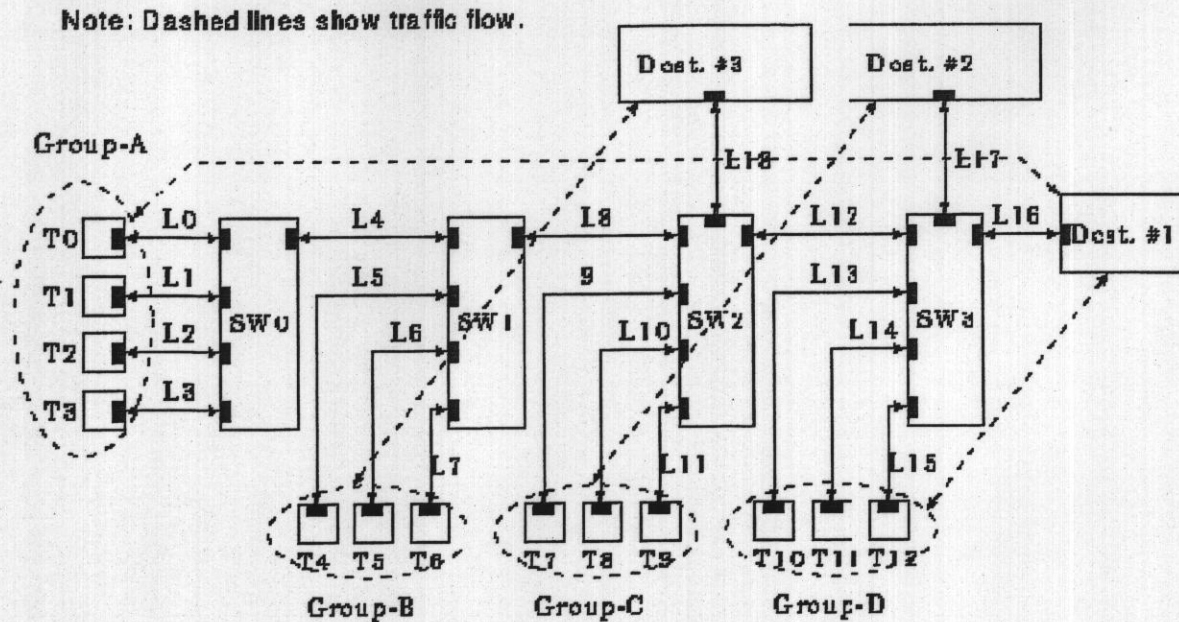 Note: Dashed lines show traffic flow.
Dest. #3
Dest. #2
Group-A
L18
L17
T0
L0
L4
L8
L12
L16
Dest. #1
T1
L1
L5
9
L13
SW0
SW1
SW2
SW3
T2
L2
L6
L10
L14
T3
L3
L7
L11
L15
T4
T5
T6
T7
T8
T9
T10
T11
T12
Group-B
Group-C
Group-D